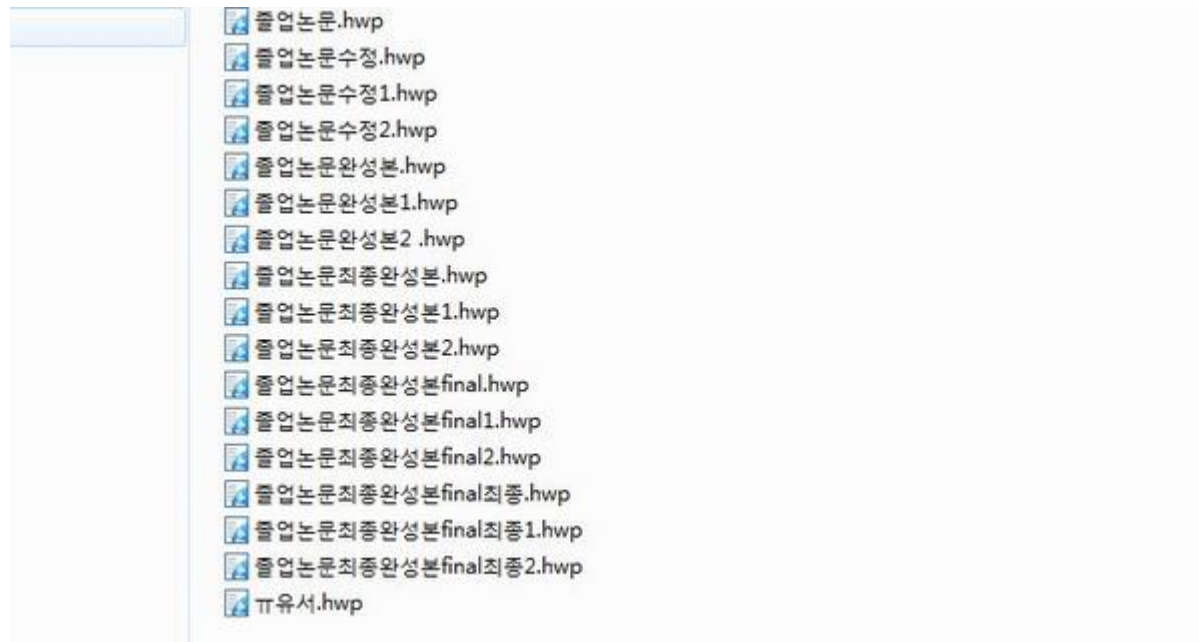 졸업논문.hwp
졸업논문수정.hwp
졸업논문수정1.hwp
졸업논문수정2.hwp
졸업논문완성본.hwp
졸업논문완성본1.hwp
졸업논문완성본2 .hwp
졸업논문최종완성본.hwp
졸업논문최종완성본1.hwp
졸업논문최종완성본2.hwp
졸업논문최종완성본final.hwp
졸업논문최종완성본final1.hwp
졸업논문최종완성본final2.hwp
졸업논문최종완성본final최종.hwp
졸업논문최종완성본final최종1.hwp
졸업논문최종완성본final최종2.hwp
ㅠ유서.hwp